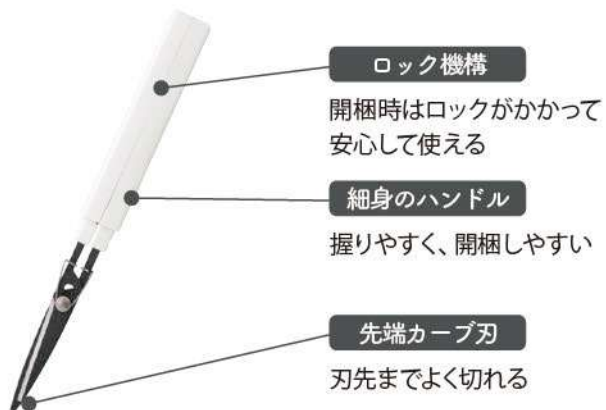 ロック機構
開梱時はロックがかかって
安心して使える
細身のハンドル
握りやすく、開梱しやすい
先端カーブ刃
刃先までよく切れる